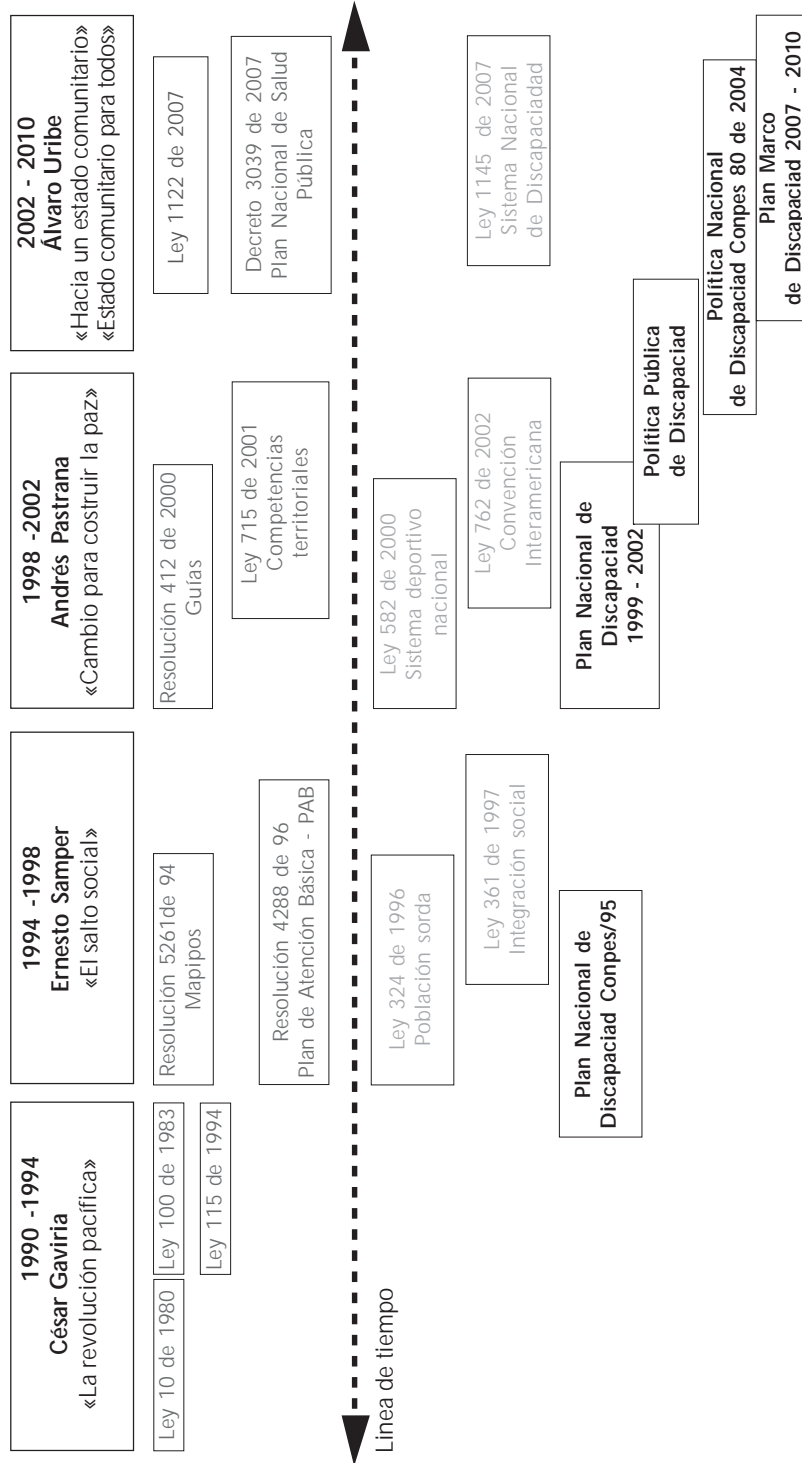 1990 -1994
César Gaviria
«La revolución pacífica»
1994 -1998
Ernesto Samper
«El salto social»
1998 -2002
Andrés Pastrana
«Cambio para costruir la paz»
2002 - 2010
Álvaro Uribe
«Hacia un estado comunitario»
«Estado comunitario para todos»
Ley 10 de 1980
Ley 100 de 1983
Ley 115 de 1994
Resolución 5261de 94
Mapipos
Resolución 4288 de 96
Plan de Atención Básica - PAB
Resolución 412 de 2000
Guías
Ley 715 de 2001
Competencias
territoriales
Ley 1122 de 2007
Decreto 3039 de 2007
Plan Nacional de Salud
Pública
Linea de tiempo
Ley 324 de 1996
Población sorda
Ley 361 de 1997
Integración social
Ley 582 de 2000
Sistema deportivo
nacional
Ley 762 de 2002
Convención
Interamericana
Ley 1145 de 2007
Sistema Nacional
de Discapaciadad
Plan Nacional de
Discapaciad Conpes/95
Plan Nacional de
Discapaciad
1999 - 2002
Política Pública
de Discapaciad
Política Nacional
de Discapaciad Conpes 80 de 2004
Plan Marco
de Discapaciad 2007 - 2010